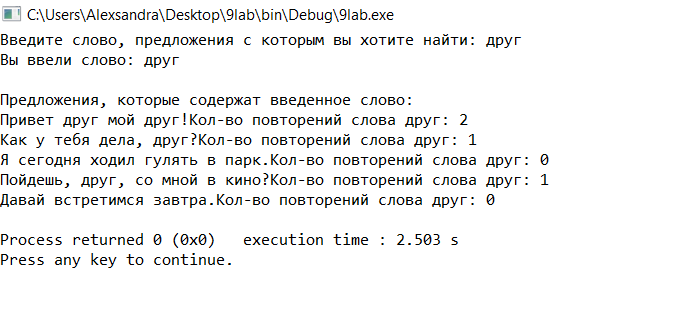 C:\Users\Alexsandra\Desktop\9lab\bin\Debug\9lab.exe
Введите слово, предложения с которым вы хотите найти: друг
Вы ввели слово: друг
Предложения, которые содержат введенное слово:
Привет друг мой друг!Кол-во повторений слова друг: 2
Как у тебя дела, друг?Кол-во повторений слова друг: 1
Я сегодня ходил гулять в парк.Кол-во повторений слова друг: 0
Пойдешь, друг, со мной в кино?Кол-во повторений слова друг: 1
Давай встретимся завтра.Кол-во повторений слова друг: 0
Process returned 0 (0x0)   execution time : 2.503 s
Press any key to continue.